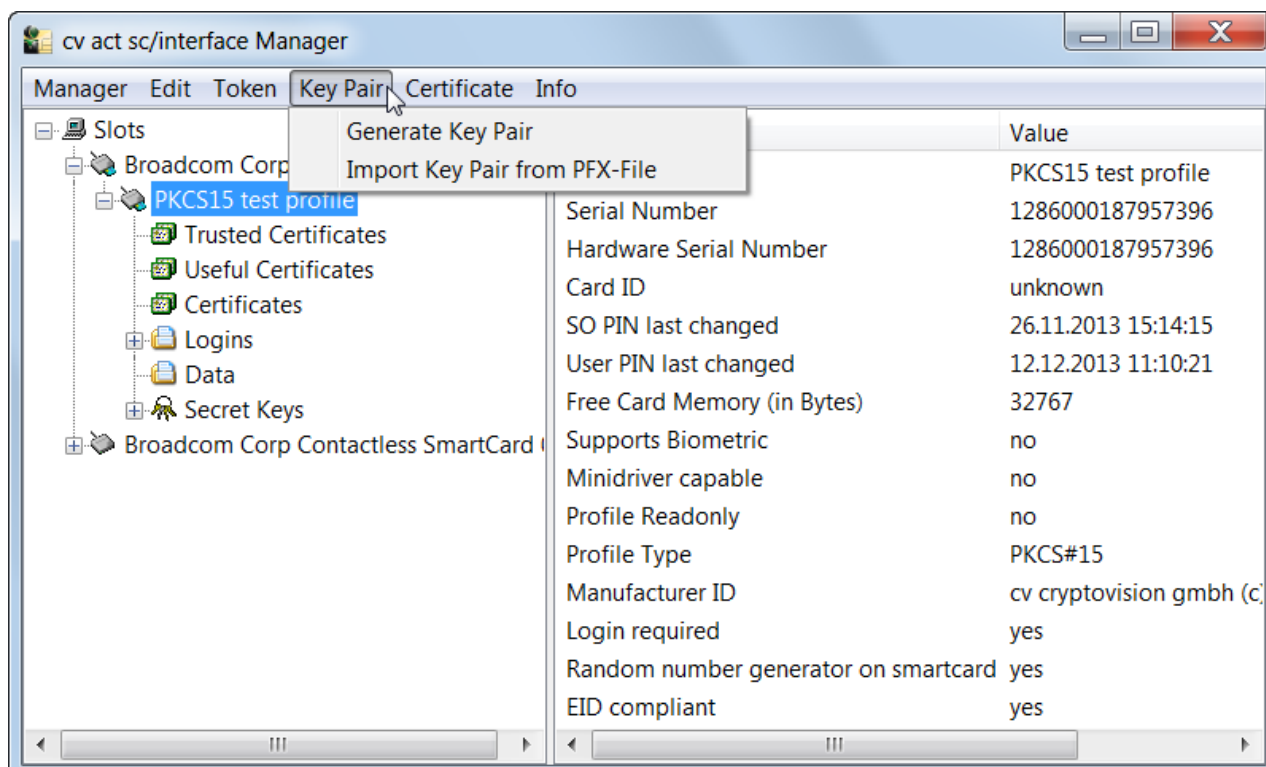 cv act sc/interface Manager
Manager Edit Token Key Pair Certificate Info
Generate Key Pair
Import Key Pair from PFX-File
Slots
Broadcom Corp
PKCS15 test profile
Trusted Certificates
Useful Certificates
Certificates
Logins
Data
Secret Keys
Broadcom Corp Contactless SmartCard
Value
PKCS15 test profile
Serial Number 1286000187957396
Hardware Serial Number 1286000187957396
Card ID unknown
SO PIN last changed 26.11.2013 15:14:15
User PIN last changed 12.12.2013 11:10:21
Free Card Memory (in Bytes) 32767
Supports Biometric no
Minidriver capable no
Profile Readonly no
Profile Type PKCS#15
Manufacturer ID cv cryptovision gmbh (c)
Login required yes
Random number generator on smartcard yes
EID compliant yes